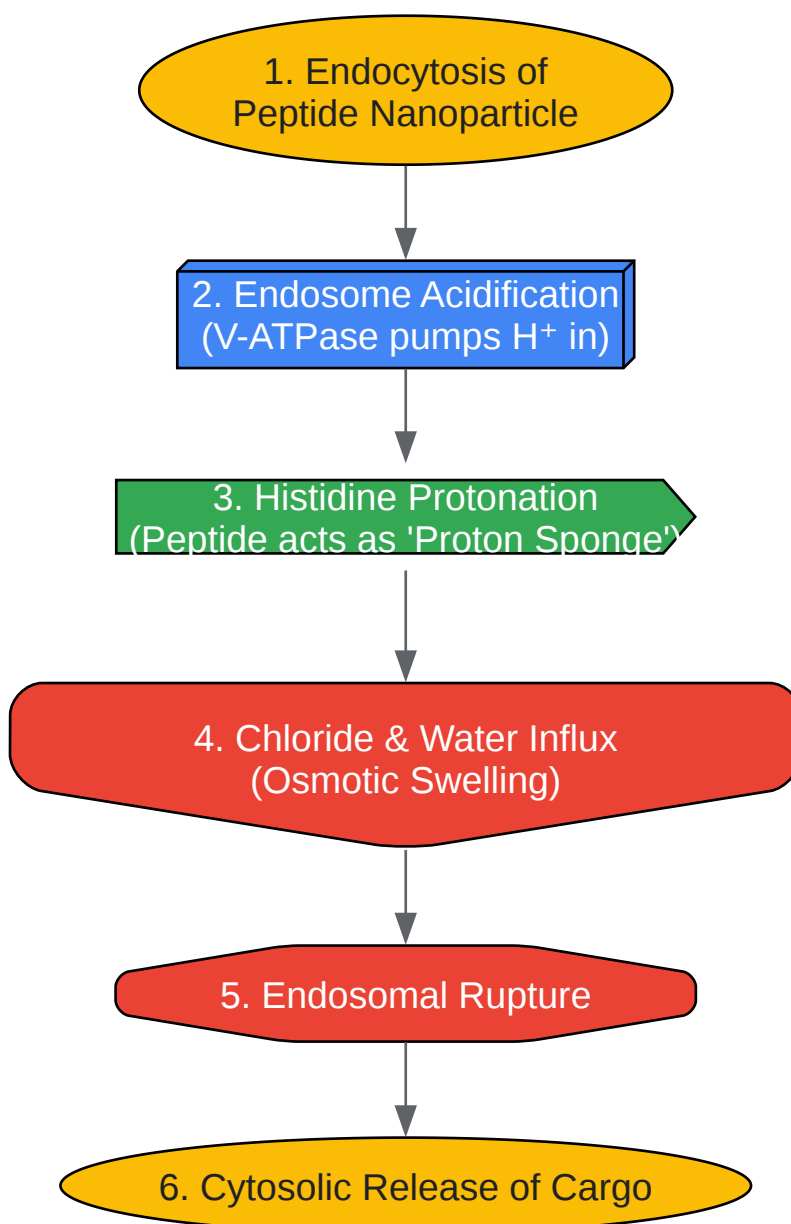 1. Endocytosis of
Peptide Nanoparticle
2. Endosome Acidification
(V-ATPase pumps H⁺ in)
3. Histidine Protonation
(Peptide acts as 'Proton Sponge')
4. Chloride & Water Influx
(Osmotic Swelling)
5. Endosomal Rupture
6. Cytosolic Release of Cargo